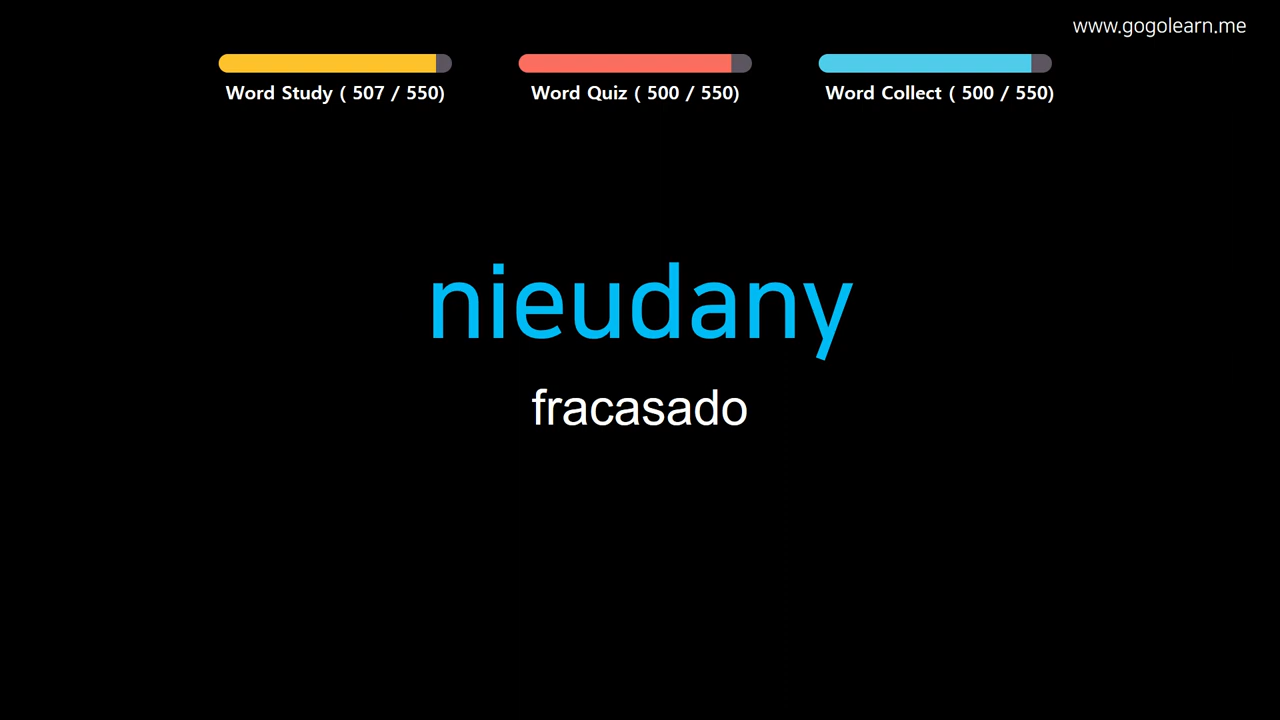 www.gogolearn.me
Word Study ( 507 / 550)
Word Quiz ( 500 / 550)
Word Collect ( 500 / 550)
nieudany
fracasado